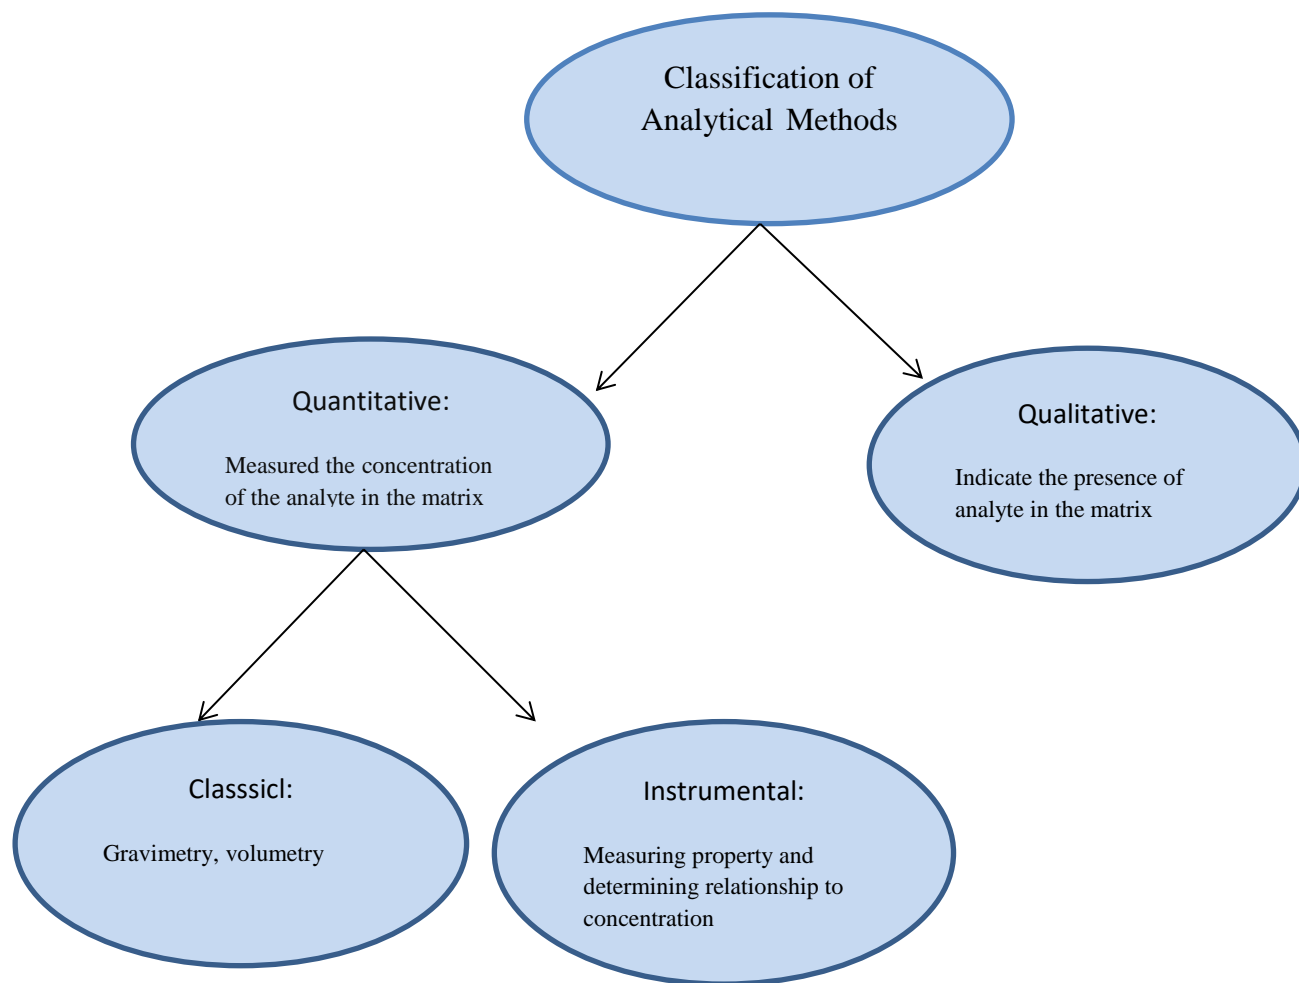 Classification of
Analytical Methods
Quantitative:
Measured the concentration
of the analyte in the matrix
Qualitative:
Indicate the presence of
analyte in the matrix
Classsicl:
Gravimetry, volumetry
Instrumental:
Measuring property and
determining relationship to
concentration